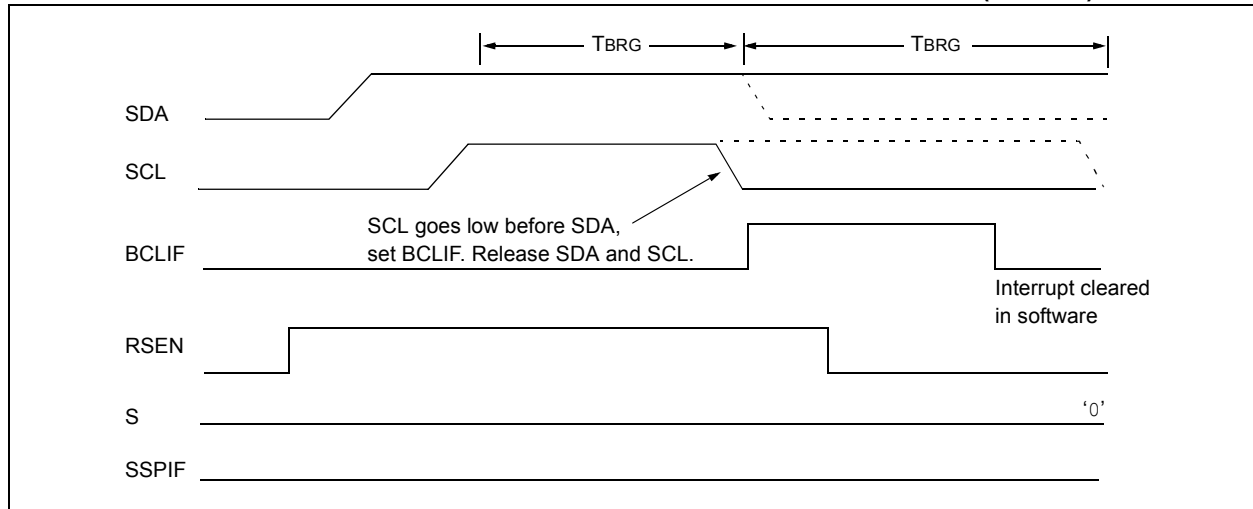 TBRG
TBRG
SDA
SCL
SCL goes low before SDA,
set BCLIF. Release SDA and SCL.
BCLIF
Interrupt cleared
in software
RSEN
S
‘0’
SSPIF